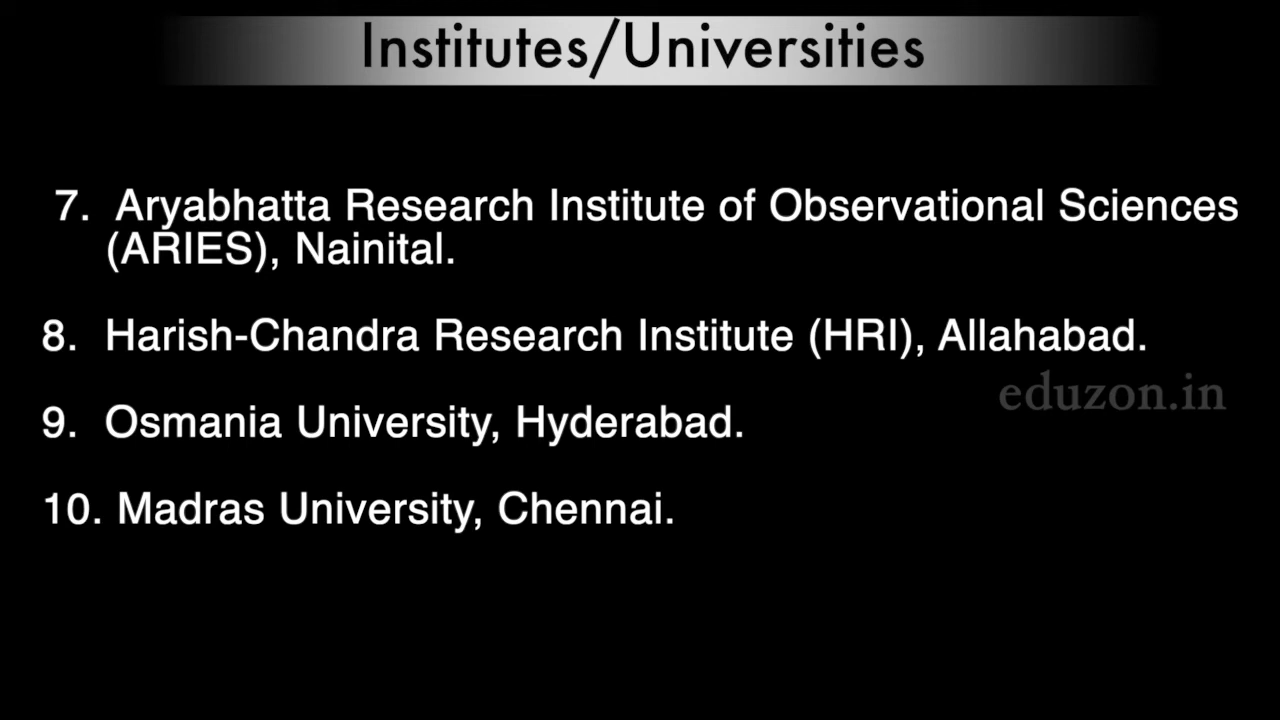 Institutes/Universities
7. Aryabhatta Research Institute of Observational Sciences
(ARIES), Nainital.
8. Harish-Chandra Research Institute (HRI), Allahabad.
eduzon.in
9. Osmania University, Hyderabad.
10. Madras University, Chennai.